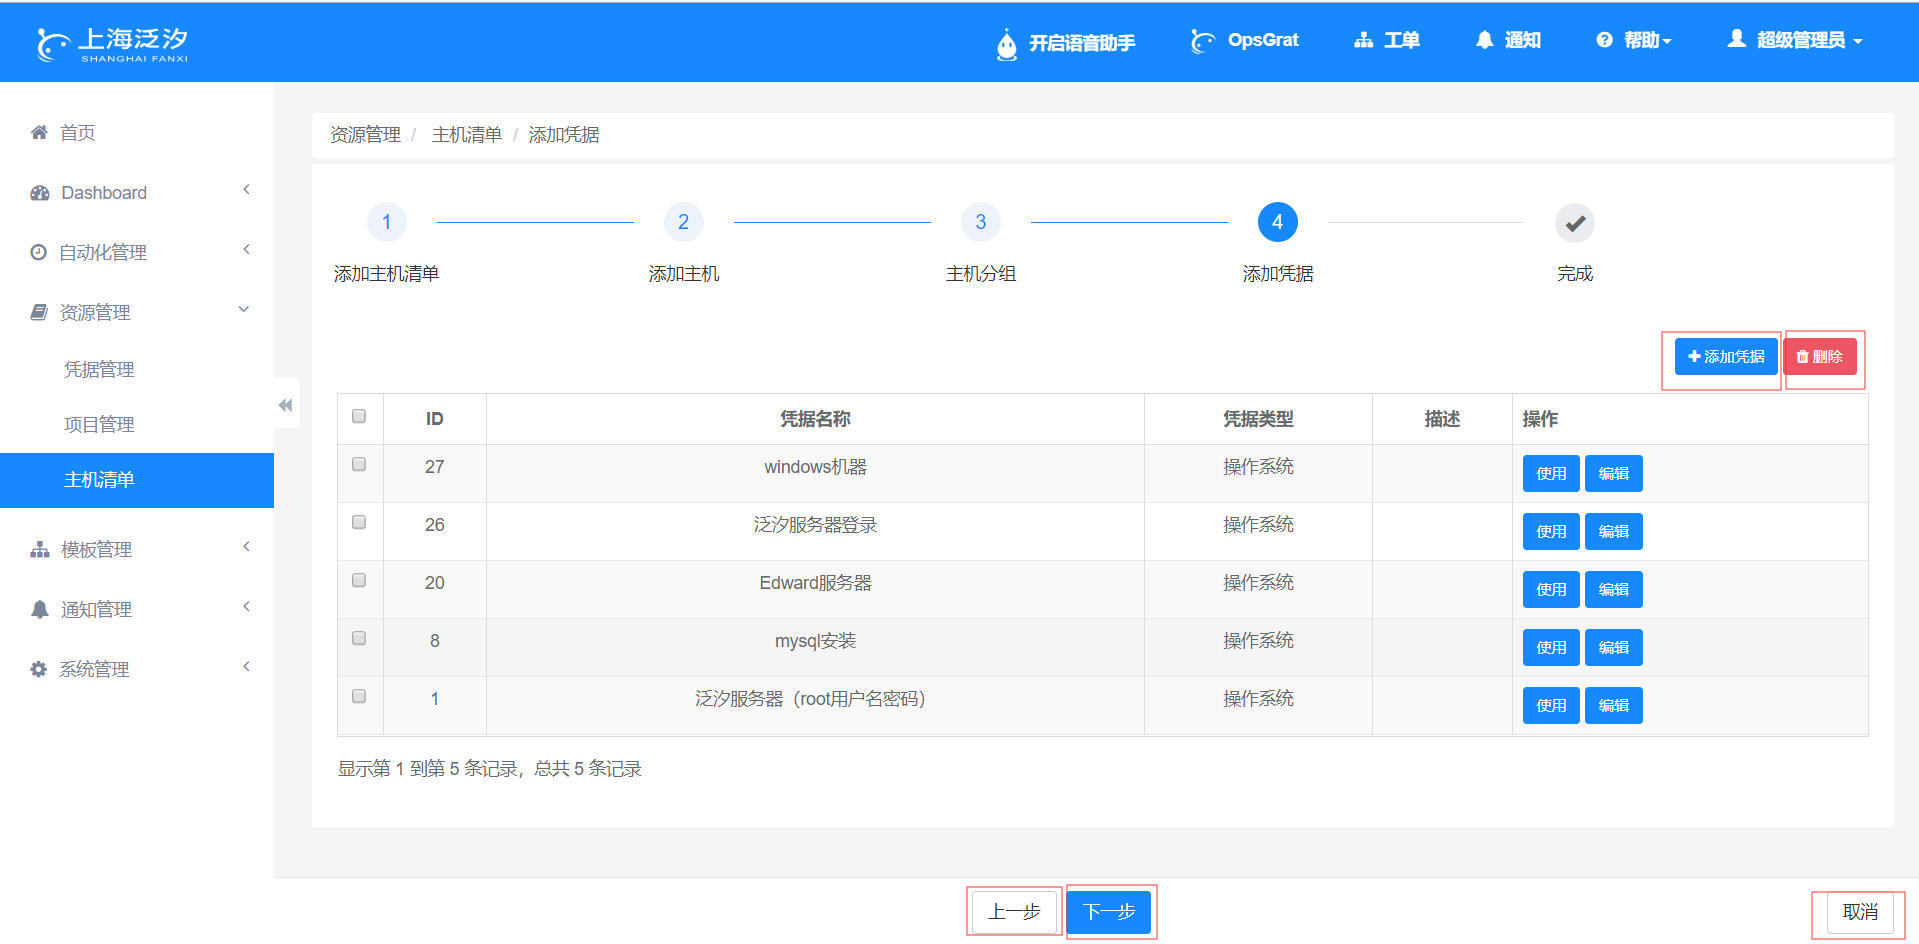 上海泛汐
SHANGHAI FANXI
开启语音助手
OpsGrat
工单
通知
帮助
超级管理员
首页
Dashboard
自动化管理
资源管理
凭据管理
项目管理
主机清单
模板管理
通知管理
系统管理
资源管理 / 主机清单 / 添加凭据
1 2 3 4
添加主机清单 添加主机 主机分组 添加凭据 完成
添加凭据 删除
ID 凭据名称 凭据类型 描述 操作
27 windows机器 操作系统 使用 编辑
26 泛汐服务器登录 操作系统 使用 编辑
20 Edward服务器 操作系统 使用 编辑
8 mysql安装 操作系统 使用 编辑
1 泛汐服务器（root用户名密码） 操作系统 使用 编辑
显示第 1 到第 5 条记录，总共 5 条记录
上一步 下一步 取消